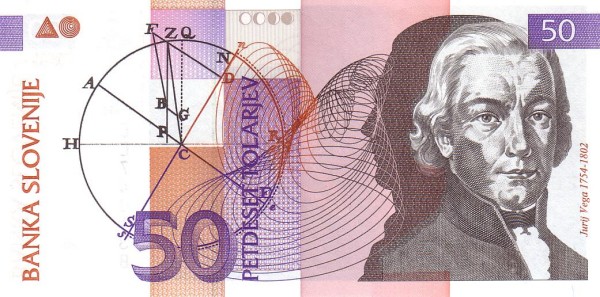 BANKA SLOVENIJE
F Z Q
N
D
A
B
G
P
H
C
S
50
PETDESET TOLARJEV
50
Jurij Vega 1754-1802